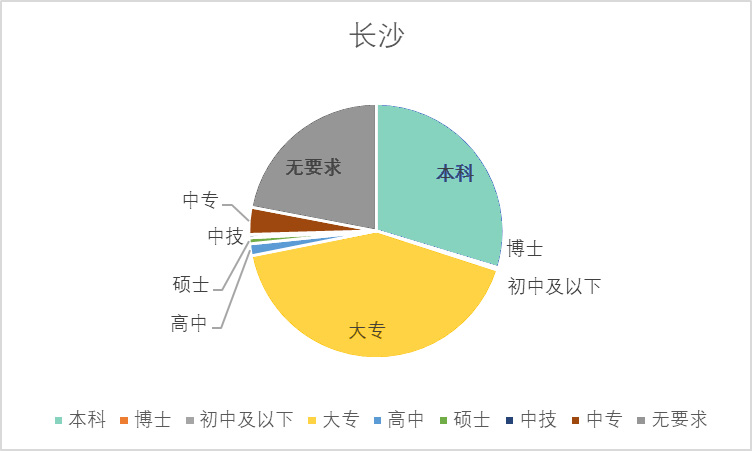 长沙
无要求
本科
中专
中技
博士
硕士
初中及以下
高中
大专
本科 博士 初中及以下 大专 高中 硕士 中技 中专 无要求